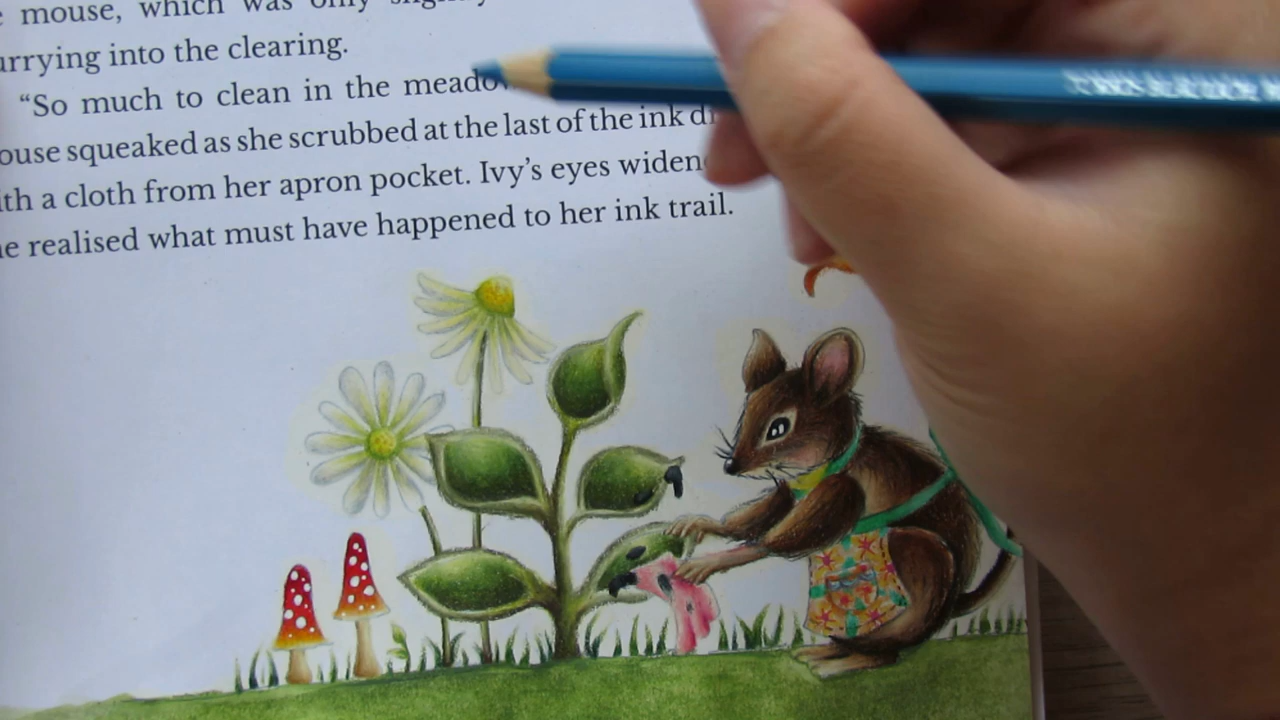 mouse, which was only
urrying into the clearing.
“So much to clean in the meado
ouse squeaked as she scrubbed at the last of the ink d
ith a cloth from her apron pocket. Ivy’s eyes widen
he realised what must have happened to her ink trail.